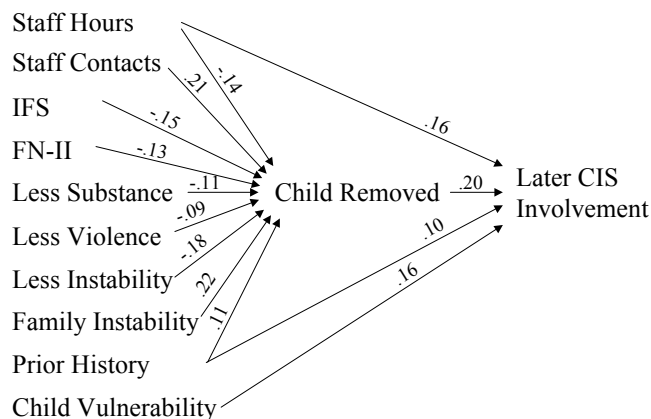 Staff Hours
Staff Contacts
IFS
FN-II
Less Substance
Less Violence
Less Instability
Family Instability
Prior History
Child Vulnerability
-.14
.21
-.15
-.13
-.11
-.09
-.18
.22
.11
Child Removed
.16
.20
.10
.16
Later CIS
Involvement